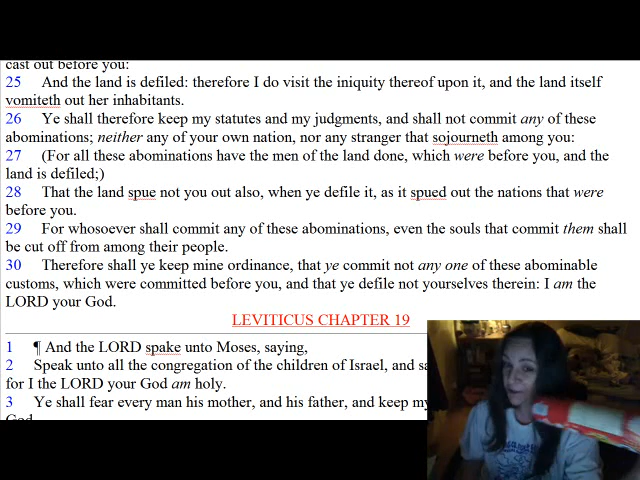 cast out before you:
25 And the land is defiled: therefore I do visit the iniquity thereof upon it, and the land itself
vomiteth out her inhabitants.
26 Ye shall therefore keep my statutes and my judgments, and shall not commit any of these
abominations; neither any of your own nation, nor any stranger that sojourneth among you:
27 (For all these abominations have the men of the land done, which were before you, and the
land is defiled;)
28 That the land spue not you out also, when ye defile it, as it spued out the nations that were
before you.
29 For whosoever shall commit any of these abominations, even the souls that commit them shall
be cut off from among their people.
30 Therefore shall ye keep mine ordinance, that ye commit not any one of these abominable
customs, which were committed before you, and that ye defile not yourselves therein: I am the
LORD your God.
LEVITICUS CHAPTER 19
1 ¶ And the LORD spake unto Moses, saying,
2 Speak unto all the congregation of the children of Israel, and sa
for I the LORD your God am holy.
3 Ye shall fear every man his mother, and his father, and keep my
God.